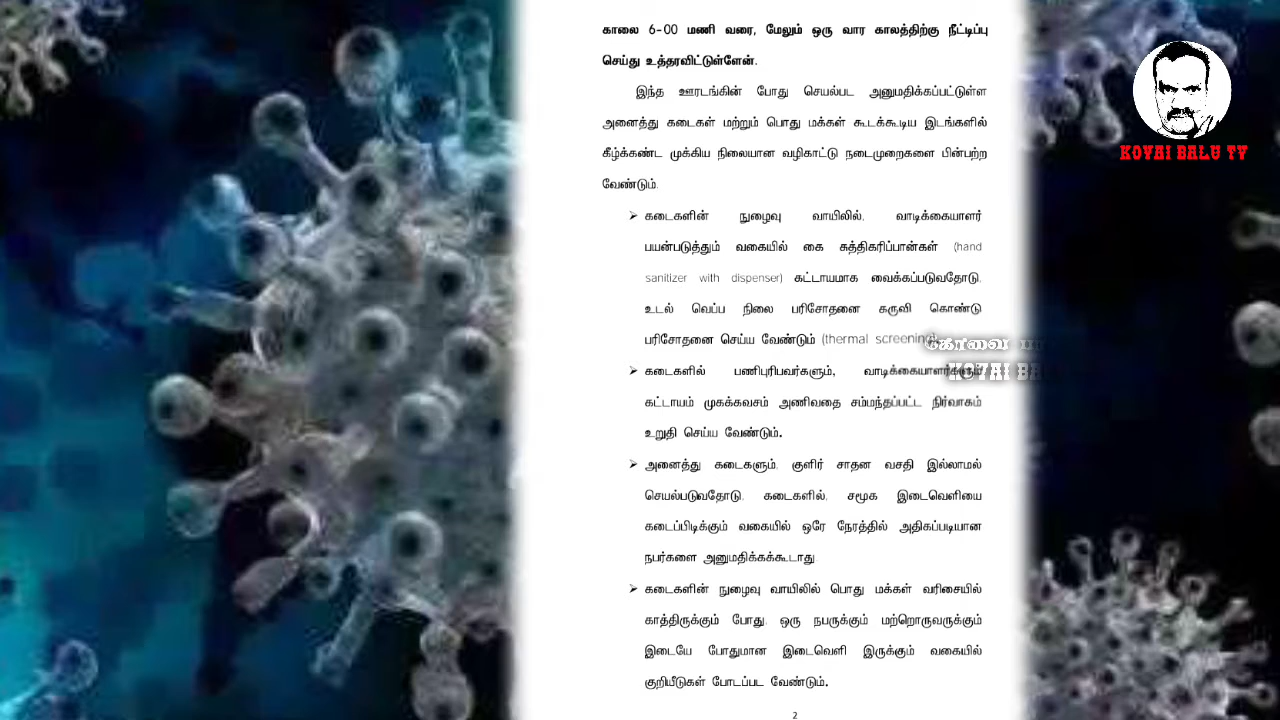 காலை 6-00 மணி வரை, மேலும் ஒரு வார காலத்திற்கு நீட்டிப்பு
செய்து உத்தரவிட்டுள்ளேன்.
இந்த ஊரடங்கின் போது செயல்பட அனுமதிக்கப்பட்டுள்ள
அனைத்து கடைகள் மற்றும் பொது மக்கள் கூடக்கூடிய இடங்களில்
கீழ்க்கண்ட முக்கிய நிலையான வழிகாட்டு நடைமுறைகளை பின்பற்ற
வேண்டும்.
➢ கடைகளின் நுழைவு வாயிலில், வாடிக்கையாளர்
பயன்படுத்தும் வகையில் கை சுத்திகரிப்பான்கள் (hand
sanitizer with dispenser) கட்டாயமாக வைக்கப்படுவதோடு,
உடல் வெப்ப நிலை பரிசோதனை கருவி கொண்டு
பரிசோதனை செய்ய வேண்டும் (thermal screening).
➢ கடைகளில் பணிபுரிபவர்களும், வாடிக்கையாளர்களும்
கட்டாயம் முகக்கவசம் அணிவதை சம்மந்தப்பட்ட நிர்வாகம்
உறுதி செய்ய வேண்டும்.
➢ அனைத்து கடைகளும், குளிர் சாதன வசதி இல்லாமல்
செயல்படுவதோடு, கடைகளில், சமூக இடைவெளியை
கடைப்பிடிக்கும் வகையில் ஒரே நேரத்தில் அதிகப்படியான
நபர்களை அனுமதிக்கக்கூடாது.
➢ கடைகளின் நுழைவு வாயிலில் பொது மக்கள் வரிசையில்
காத்திருக்கும் போது, ஒரு நபருக்கும் மற்றொருவருக்கும்
இடையே போதுமான இடைவெளி இருக்கும் வகையில்
குறியீடுகள் போடப்பட வேண்டும்.
2
KOVAI BALU TV
கோவை
KOVAI